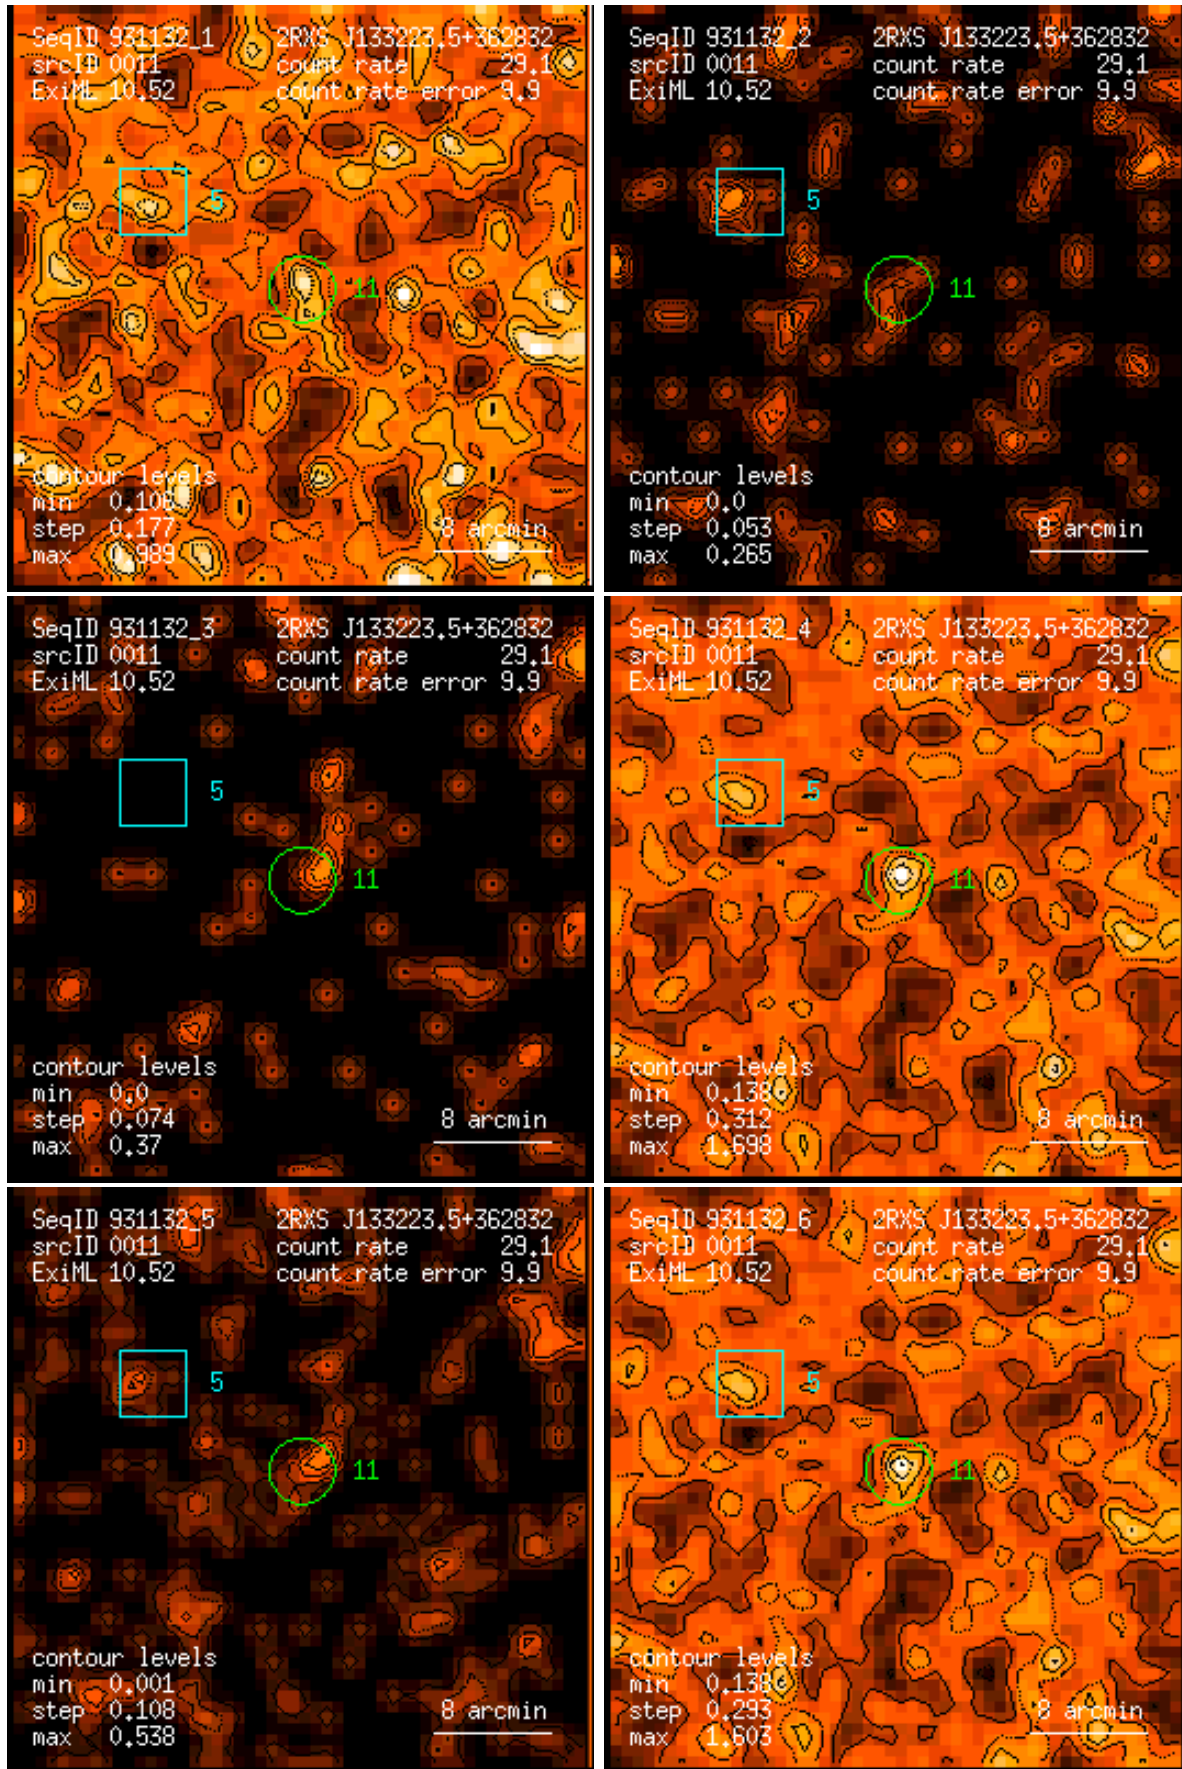 SeqID 931132_1 2RXS J133223.5+362832
srcID 0011 count rate 29.1
ExiML 10.52 count rate error 9.9
5
11
contour levels
min 0.106
step 0.177
max 0.989
8 arcmin
SeqID 931132_2 2RXS J133223.5+362832
srcID 0011 count rate 29.1
ExiML 10.52 count rate error 9.9
5
11
contour levels
min 0.0
step 0.053
max 0.265
8 arcmin
SeqID 931132_3 2RXS J133223.5+362832
srcID 0011 count rate 29.1
ExiML 10.52 count rate error 9.9
5
11
contour levels
min 0.0
step 0.074
max 0.37
8 arcmin
SeqID 931132_4 2RXS J133223.5+362832
srcID 0011 count rate 29.1
ExiML 10.52 count rate error 9.9
5
11
contour levels
min 0.138
step 0.312
max 1.698
8 arcmin
SeqID 931132_5 2RXS J133223.5+362832
srcID 0011 count rate 29.1
ExiML 10.52 count rate error 9.9
5
11
contour levels
min 0.001
step 0.108
max 0.538
8 arcmin
SeqID 931132_6 2RXS J133223.5+362832
srcID 0011 count rate 29.1
ExiML 10.52 count rate error 9.9
5
11
contour levels
min 0.138
step 0.293
max 1.603
8 arcmin